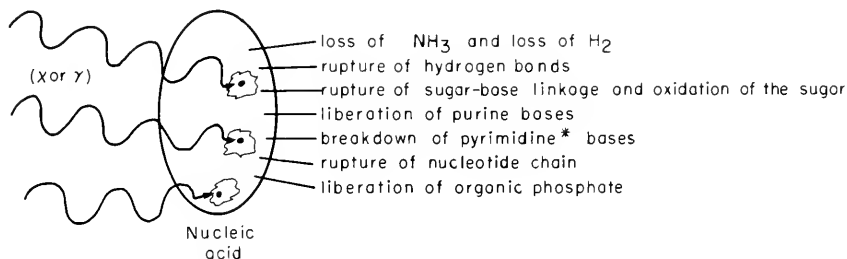 loss of NH3 and loss of H2
rupture of hydrogen bonds
(χ or γ)
rupture of sugar-base linkage and oxidation of the sugor
liberation of purine bases
breakdown of pyrimidine* bases
rupture of nucleotide chain
liberation of organic phosphate
Nucleic
acid